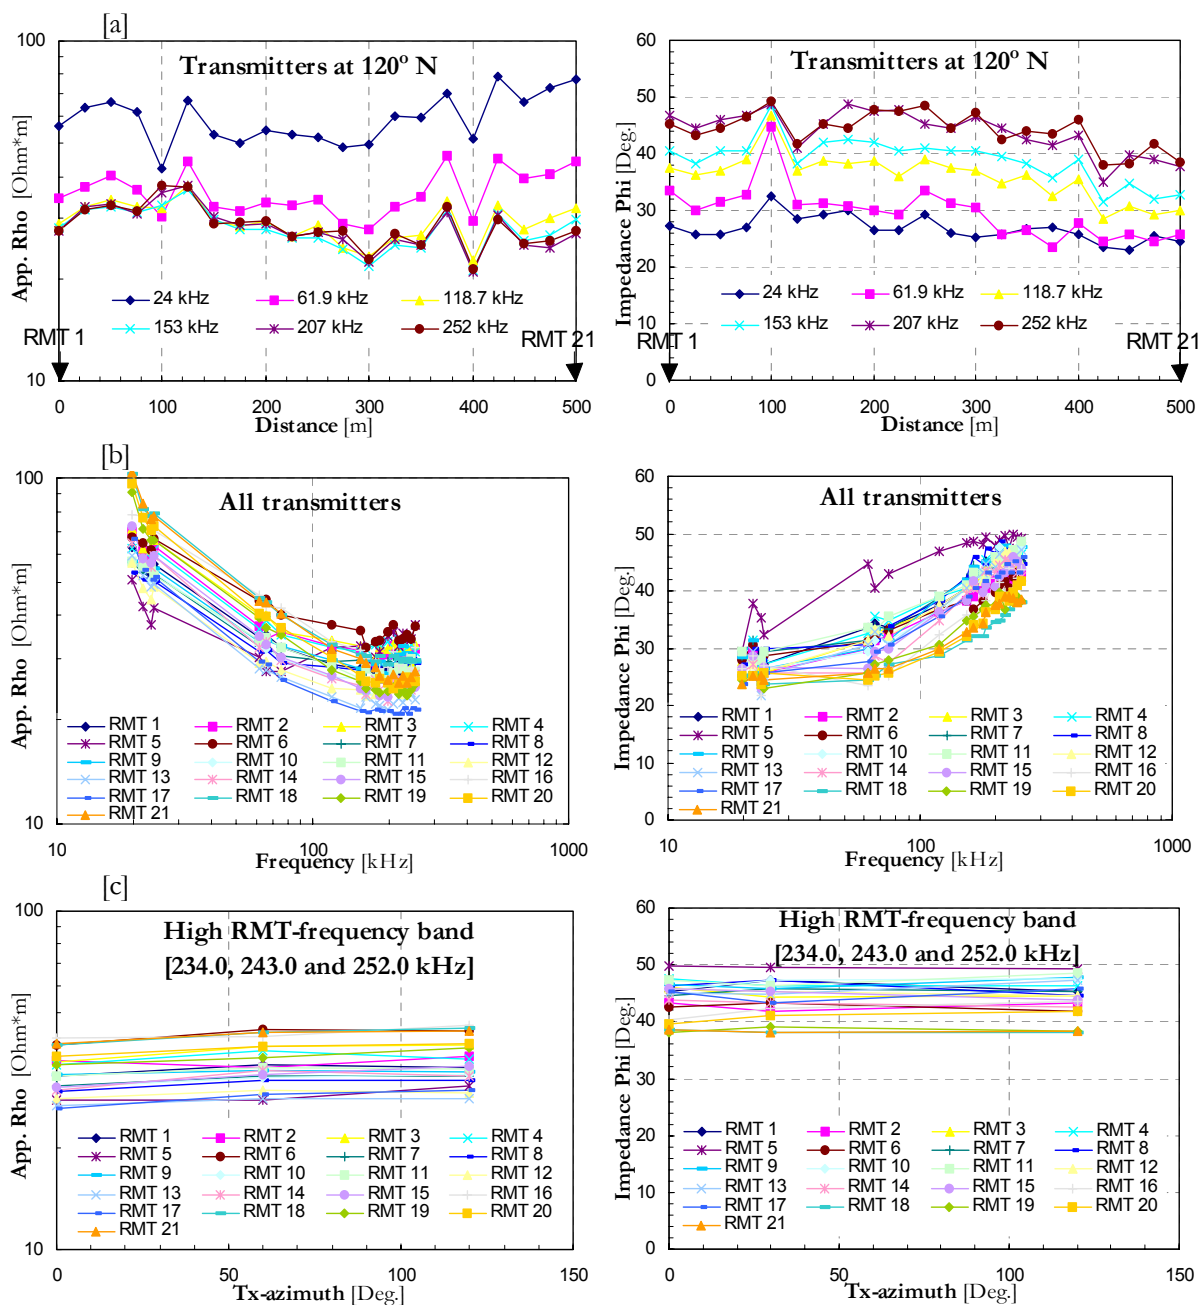 [a]
Transmitters at 120º N
App. Rho [Ohm*m]
100
10
24 kHz 61.9 kHz 118.7 kHz
153 kHz 207 kHz 252 kHz
RMT 1 RMT 21
0 100 200 300 400 500
Distance [m]
Transmitters at 120º N
Impedance Phi [Deg.]
60
50
40
30
20
10
0
24 kHz 61.9 kHz 118.7 kHz
153 kHz 207 kHz 252 kHz
RMT 1 RMT 21
0 100 200 300 400 500
Distance [m]
[b]
All transmitters
App. Rho [Ohm*m]
100
10
RMT 1 RMT 2 RMT 3 RMT 4
RMT 5 RMT 6 RMT 7 RMT 8
RMT 9 RMT 10 RMT 11 RMT 12
RMT 13 RMT 14 RMT 15 RMT 16
RMT 17 RMT 18 RMT 19 RMT 20
RMT 21
10 100 1000
Frequency [kHz]
All transmitters
Impedance Phi [Deg.]
60
50
40
30
20
10
0
RMT 1 RMT 2 RMT 3 RMT 4
RMT 5 RMT 6 RMT 7 RMT 8
RMT 9 RMT 10 RMT 11 RMT 12
RMT 13 RMT 14 RMT 15 RMT 16
RMT 17 RMT 18 RMT 19 RMT 20
RMT 21
10 100 1000
Frequency [kHz]
[c]
High RMT-frequency band
[234.0, 243.0 and 252.0 kHz]
App. Rho [Ohm*m]
100
10
RMT 1 RMT 2 RMT 3 RMT 4
RMT 5 RMT 6 RMT 7 RMT 8
RMT 9 RMT 10 RMT 11 RMT 12
RMT 13 RMT 14 RMT 15 RMT 16
RMT 17 RMT 18 RMT 19 RMT 20
RMT 21
0 50 100 150
Tx-azimuth [Deg.]
High RMT-frequency band
[234.0, 243.0 and 252.0 kHz]
Impedance Phi [Deg.]
60
50
40
30
20
10
0
RMT 1 RMT 2 RMT 3 RMT 4
RMT 5 RMT 6 RMT 7 RMT 8
RMT 9 RMT 10 RMT 11 RMT 12
RMT 13 RMT 14 RMT 15 RMT 16
RMT 17 RMT 18 RMT 19 RMT 20
RMT 21
0 50 100 150
Tx-azimuth [Deg.]